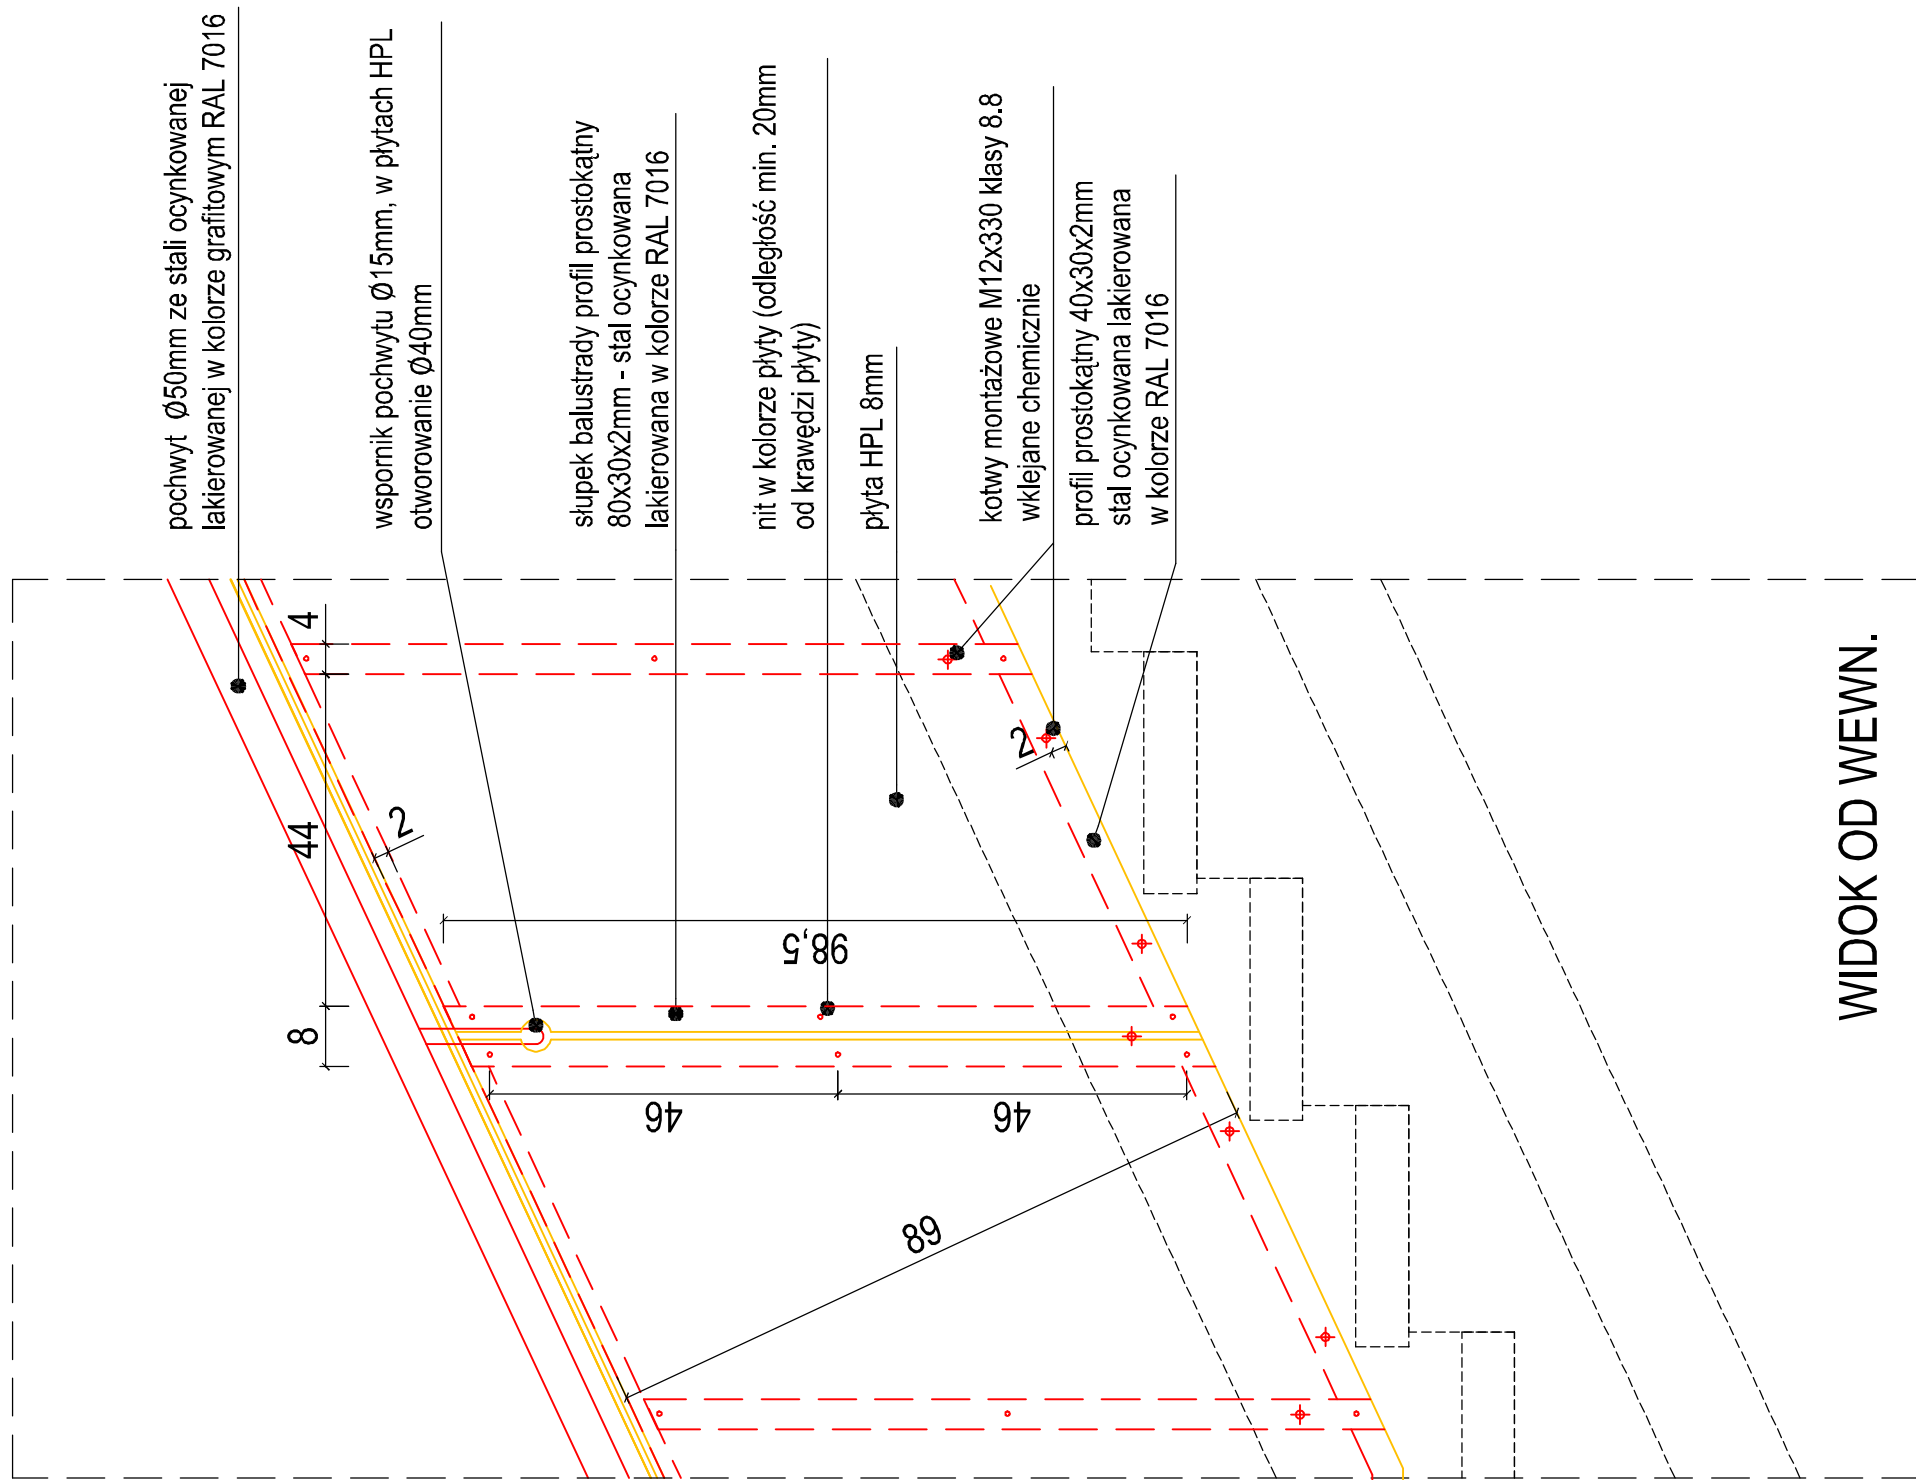 pochwyt Ø50mm ze stali ocynkowanej
lakierowanej w kolorze grafitowym RAL 7016
wspornik pochwytu Ø15mm, w płytach HPL
otworowanie Ø40mm
słupek balustrady profil prostokątny
80x30x2mm - stal ocynkowana
lakierowana w kolorze RAL 7016
nit w kolorze płyty (odległość min. 20mm
od krawędzi płyty)
płyta HPL 8mm
kotwy montażowe M12x330 klasy 8.8
wklejane chemicznie
profil prostokątny 40x30x2mm
stal ocynkowana lakierowana
w kolorze RAL 7016
4
44
8
2
2
98,5
46
46
89
WIDOK OD WEWN.